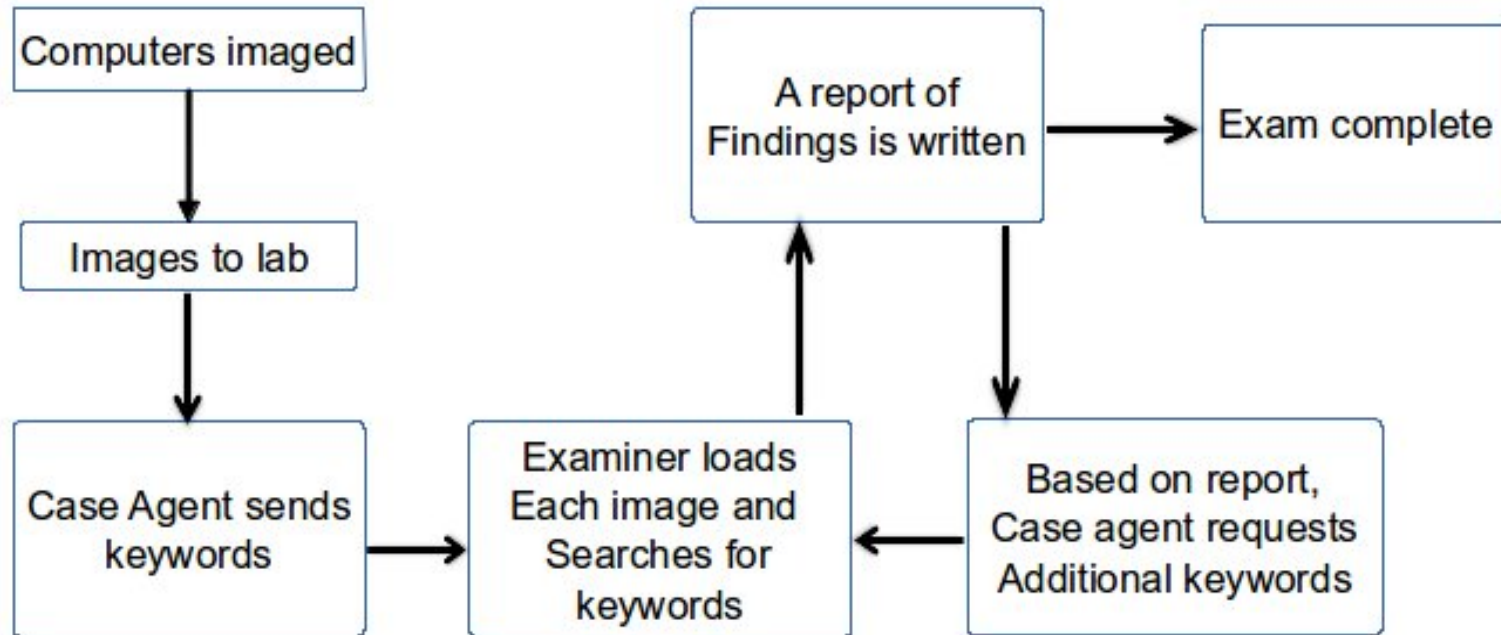 Computers imaged
Images to lab
Case Agent sends
keywords
Examiner loads
Each image and
Searches for
keywords
A report of
Findings is written
Exam complete
Based on report,
Case agent requests
Additional keywords